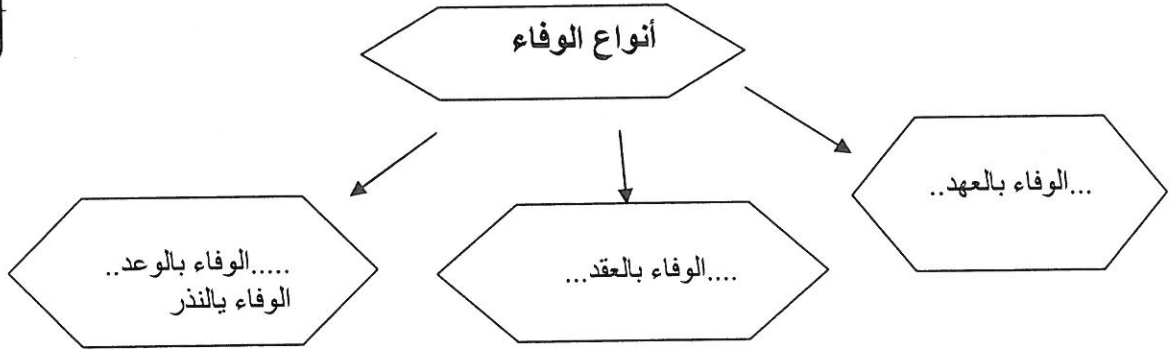 أنواع الوفاء
...الوفاء بالعهد..
....الوفاء بالعقد...
.....الوفاء بالوعد..
الوفاء يالنذر